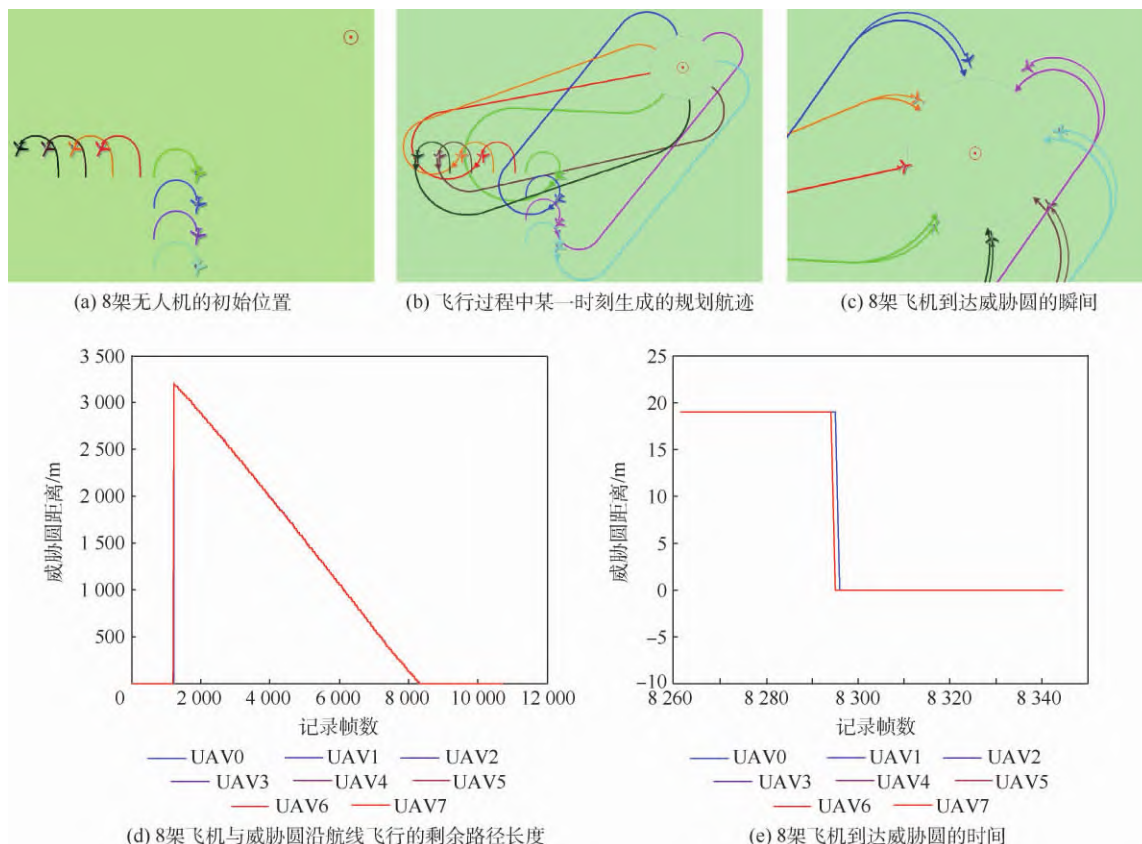 (a) 8架无人机的初始位置
(b) 飞行过程中某一时刻生成的规划航迹
(c) 8架飞机到达威胁圆的瞬间
3 500
3 000
2 500
2 000
1 500
1 000
500
威胁圆距离/m
0 2 000 4 000 6 000 8 000 10 000 12 000
记录帧数
UAV0 UAV1 UAV2
UAV3 UAV4 UAV5
UAV6 UAV7
(d) 8架飞机与威胁圆沿航线飞行的剩余路径长度
25
20
15
10
5
0
−5
−10
威胁圆距离/m
8 260 8 280 8 300 8 320 8 340
记录帧数
UAV0 UAV1 UAV2
UAV3 UAV4 UAV5
UAV6 UAV7
(e) 8架飞机到达威胁圆的时间